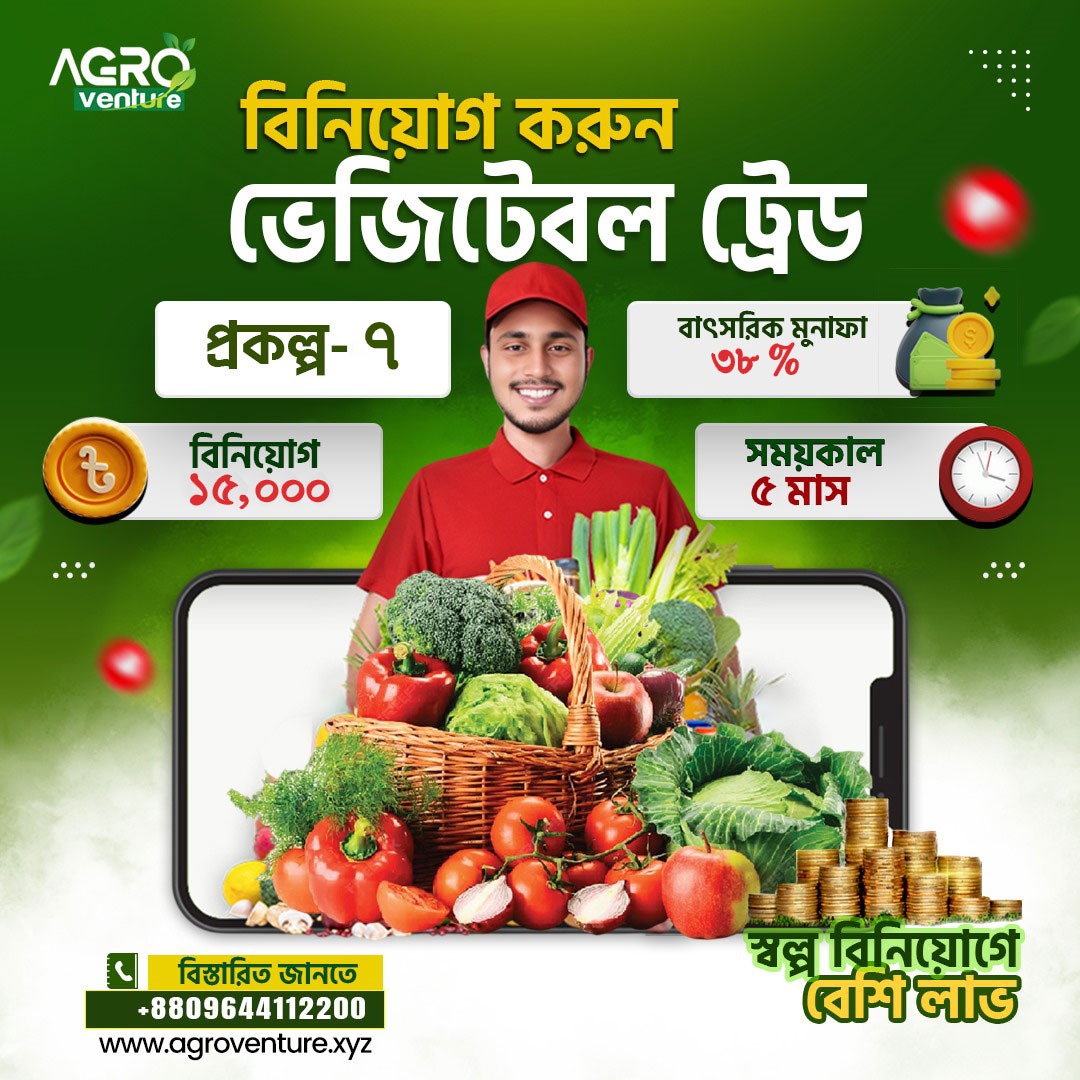 AGRO
venture
বিনিয়োগ করুন
ভেজিটেবল ট্রেড
প্রকল্প- ৭
বাৎসরিক মুনাফা
৩৮ %
বিনিয়োগ
১৫,০০০
সময়কাল
৫ মাস
স্বল্প বিনিয়োগে
বেশি লাভ
বিস্তারিত জানতে
+8809644112200
www.agroventure.xyz